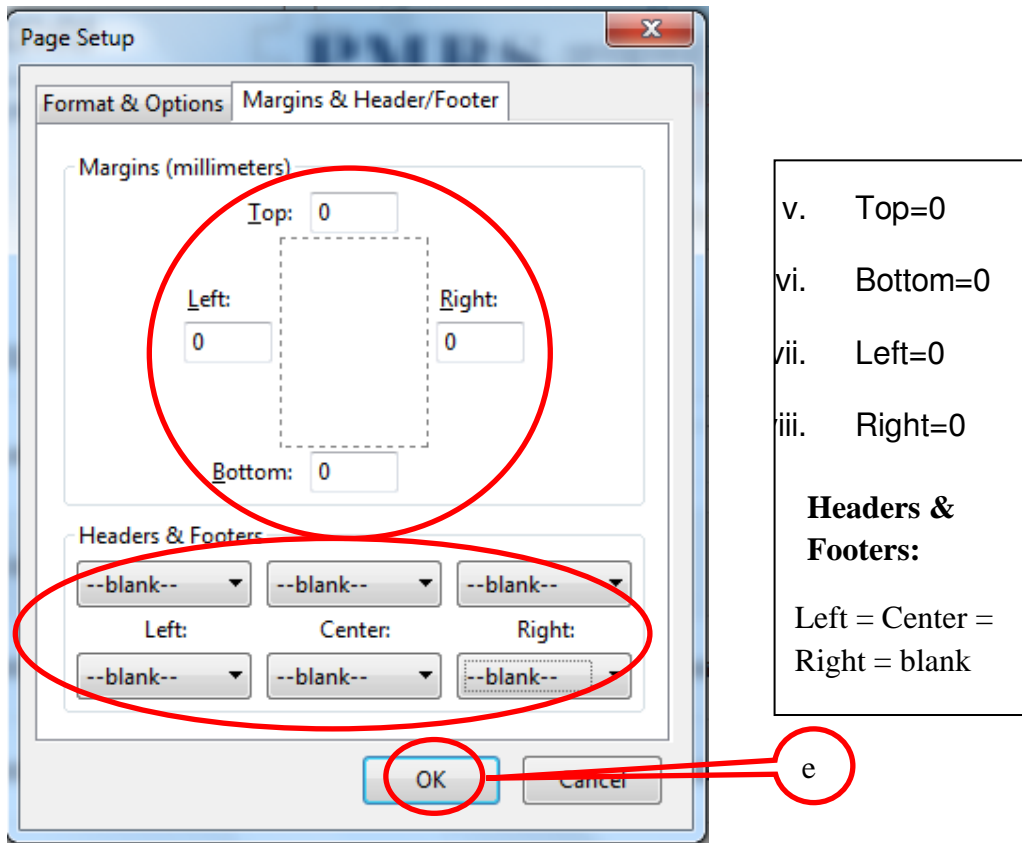 Page Setup
PMRS
Format & Options Margins & Header/Footer
Margins (millimeters)
Top: 0
Left: Right:
0 0
Bottom: 0
Headers & Footers
--blank-- --blank-- --blank--
Left: Center: Right:
--blank-- --blank-- --blank--
OK Cancel
e
v. Top=0
vi. Bottom=0
vii. Left=0
iii. Right=0
Headers &
Footers:
Left = Center =
Right = blank